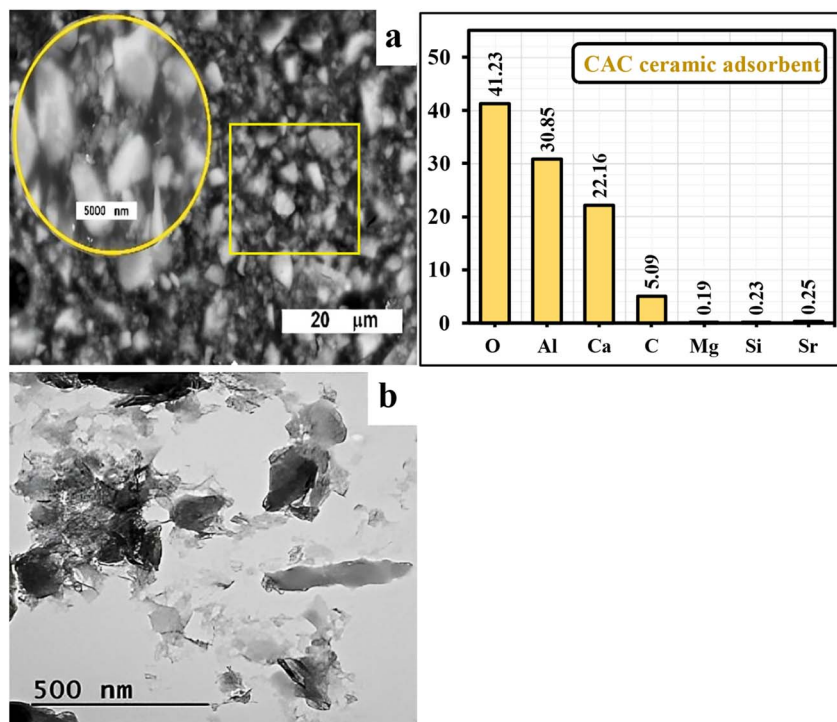 a
5000 nm
20 μm
CAC ceramic adsorbent
50
40
30
20
10
0
41.23
30.85
22.16
5.09
0.19
0.23
0.25
O Al Ca C Mg Si Sr
b
500 nm